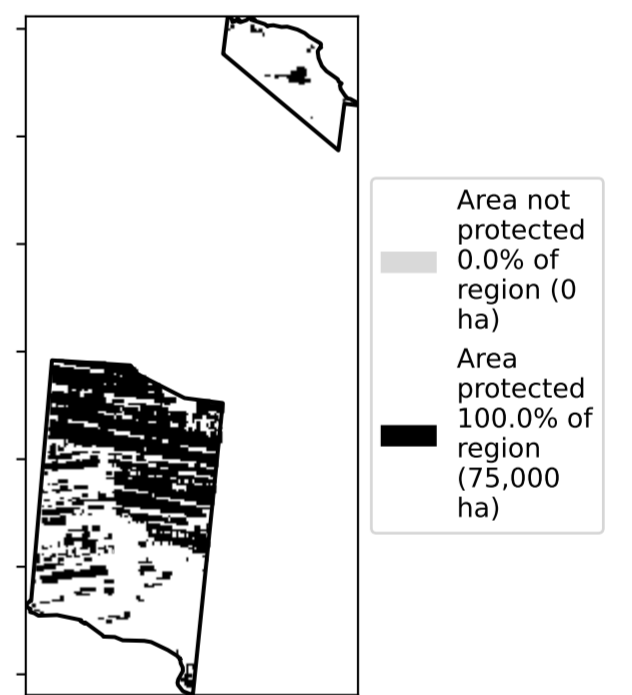 Area not
protected
0.0% of
region (0
ha)
Area
protected
100.0% of
region
(75,000
ha)